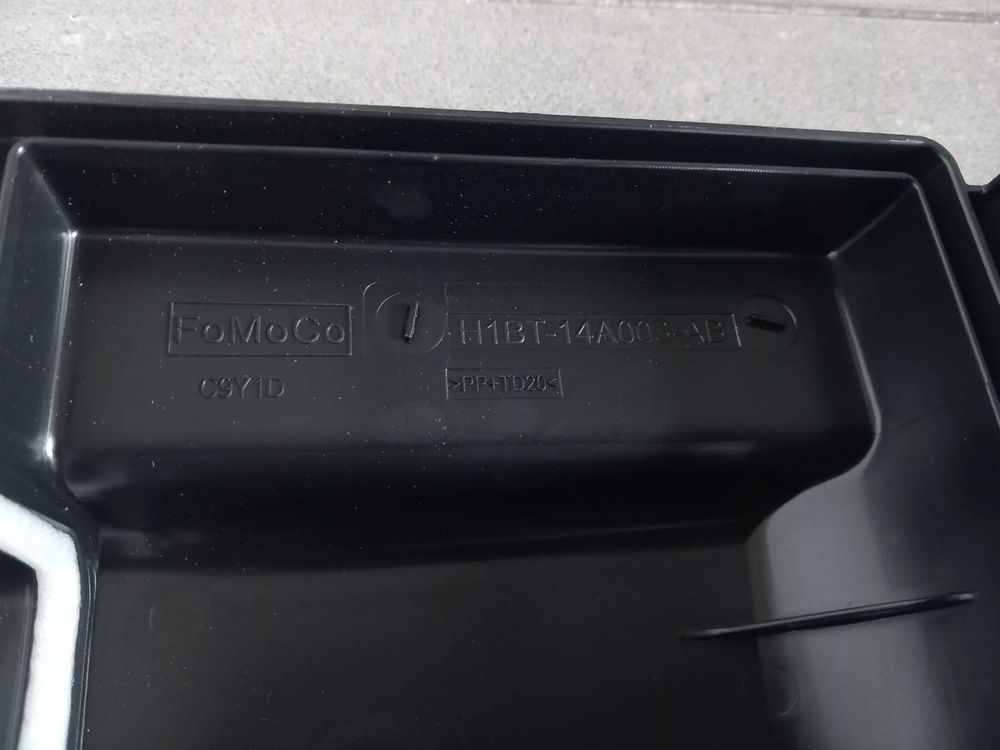 FoMoCo
H1BT-14A003-AB
C9Y1D
>PP+TD20<